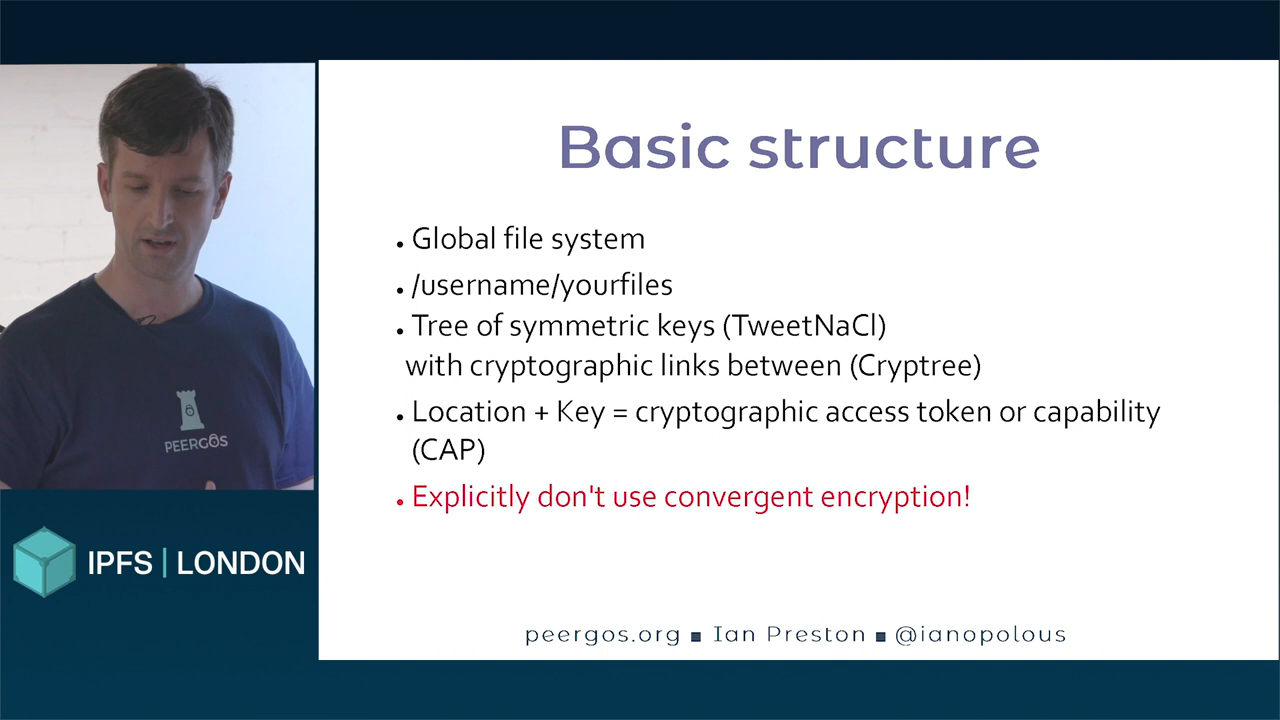 Basic structure
• Global file system
• /username/yourfiles
• Tree of symmetric keys (TweetNaCl)
with cryptographic links between (Cryptree)
• Location + Key = cryptographic access token or capability
(CAP)
• Explicitly don't use convergent encryption!
PEERGOS
IPFS | LONDON
peergos.org ■ Ian Preston ■ @ianopolous